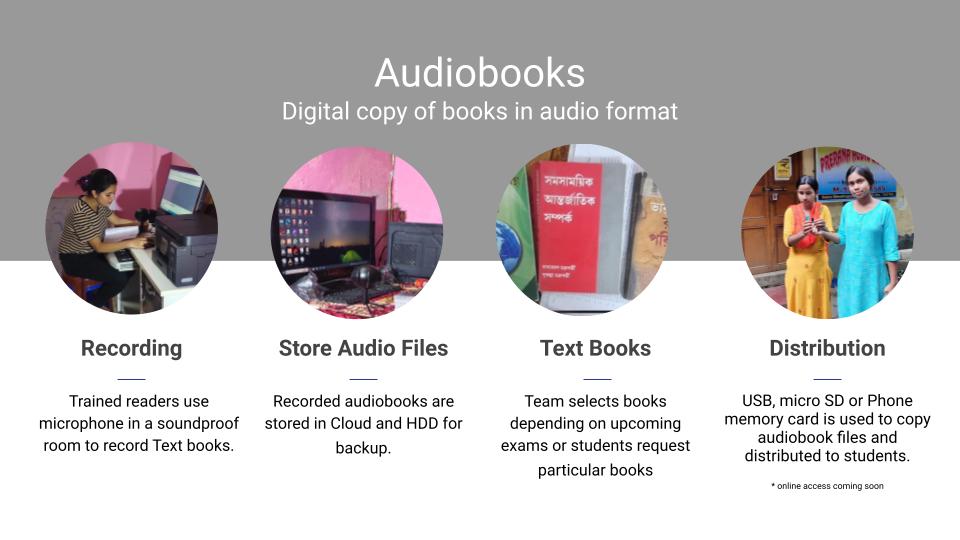 Audiobooks
Digital copy of books in audio format
সমসাময়িক
আন্তর্জাতিক
সম্পর্ক
PRERANA AUDIO
Recording
Store Audio Files
Text Books
Distribution
Trained readers use
microphone in a soundproof
room to record Text books.
Recorded audiobooks are
stored in Cloud and HDD for
backup.
Team selects books
depending on upcoming
exams or students request
particular books
USB, micro SD or Phone
memory card is used to copy
audiobook files and
distributed to students.
* online access coming soon